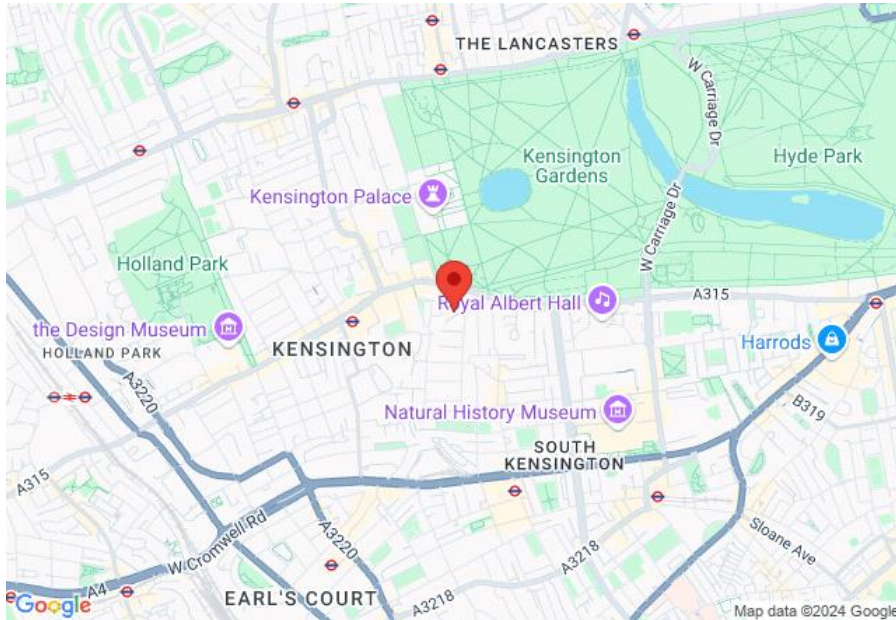 THE LANCASTERS
W Carriage Dr
Kensington
Gardens
Hyde Park
Kensington Palace
W Carriage Dr
Holland Park
Royal Albert Hall
A315
the Design Museum
HOLLAND PARK
KENSINGTON
Harrods
A3220
Natural History Museum
B319
SOUTH
KENSINGTON
A315
W Cromwell Rd
A3220
Sloane Ave
A3218
A4
EARL'S COURT
A3218
Google
Map data ©2024 Google